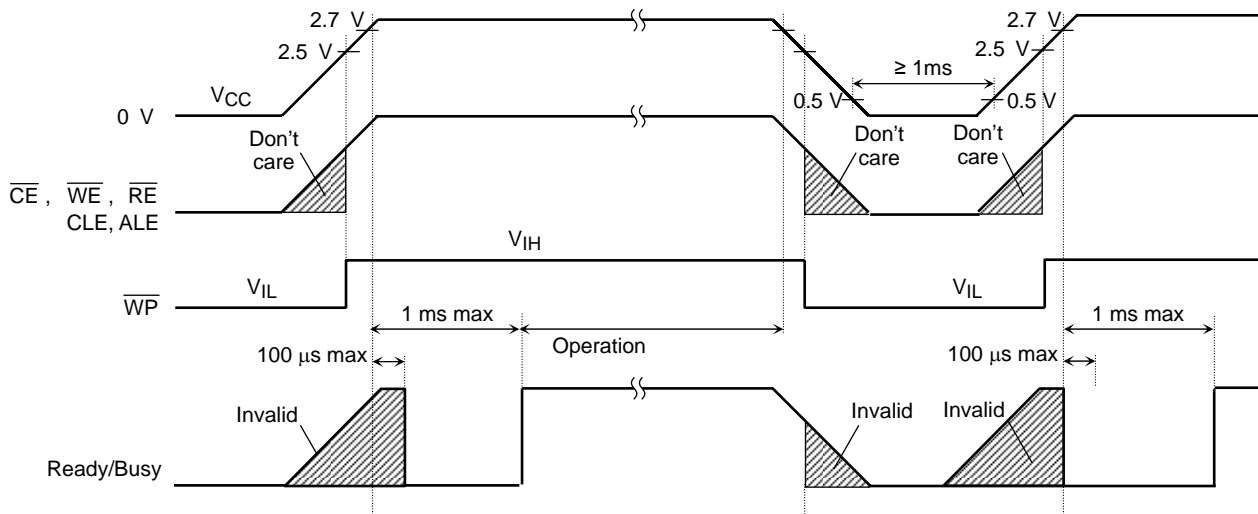 2.7 V
2.7 V
2.5 V
2.5 V
≥ 1ms
VCC
0.5 V
0.5 V
0 V
Don't care
Don't care
Don't care
CE , WE , RE
CLE, ALE
VIH
VIL
VIL
WP
1 ms max
1 ms max
Operation
100 μs max
100 μs max
Invalid
Invalid
Invalid
Ready/Busy